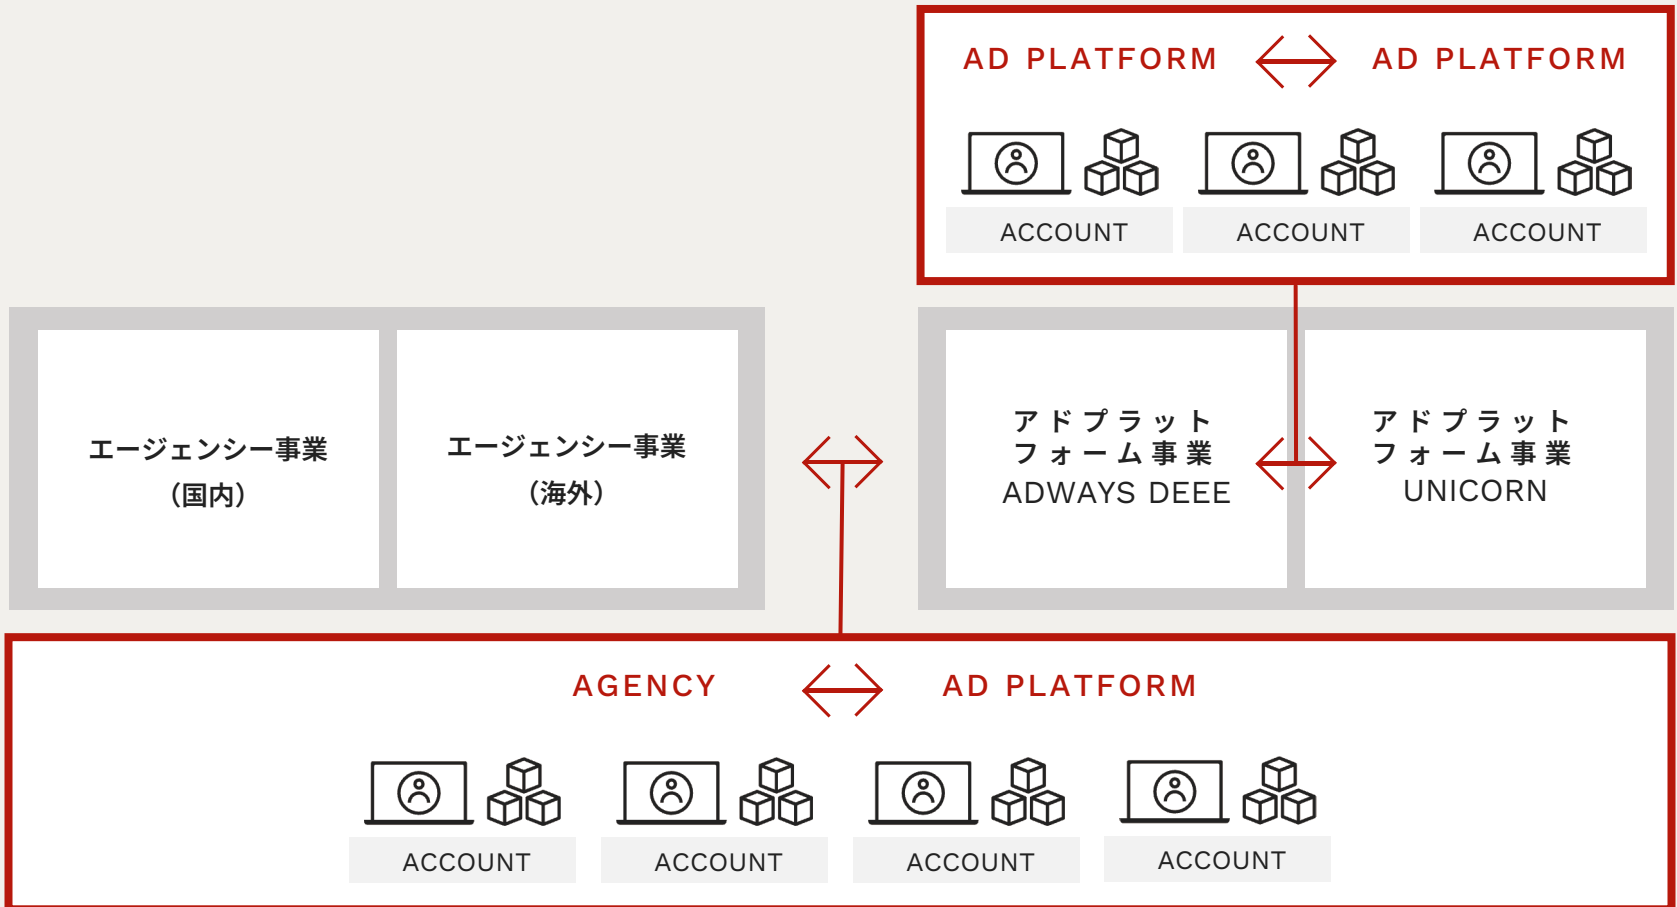 AD PLATFORM AD PLATFORM
ACCOUNT ACCOUNT ACCOUNT
エージェンシー事業
（国内）
エージェンシー事業
（海外）
アドプラット
フォーム事業
ADWAYS DEEE
アドプラット
フォーム事業
UNICORN
AGENCY AD PLATFORM
ACCOUNT ACCOUNT ACCOUNT ACCOUNT